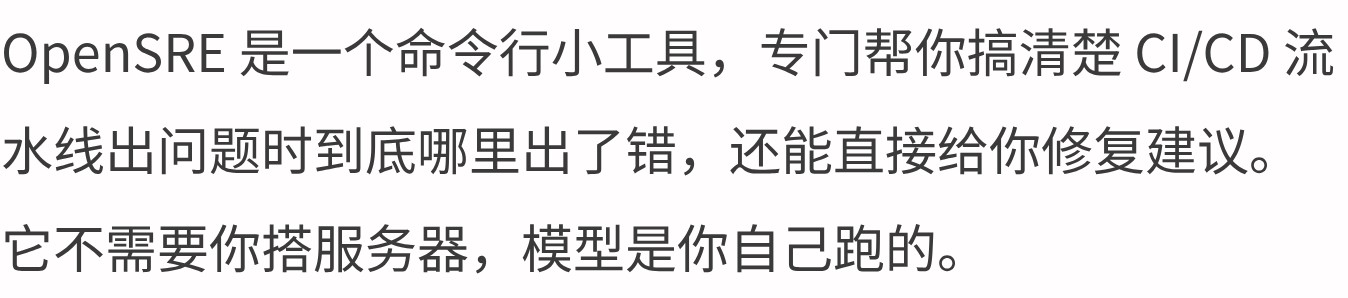 OpenSRE 是一个命令行小工具，专门帮你搞清楚 CI/CD 流
水线出问题时到底哪里出了错，还能直接给你修复建议。
它不需要你搭服务器，模型是你自己跑的。